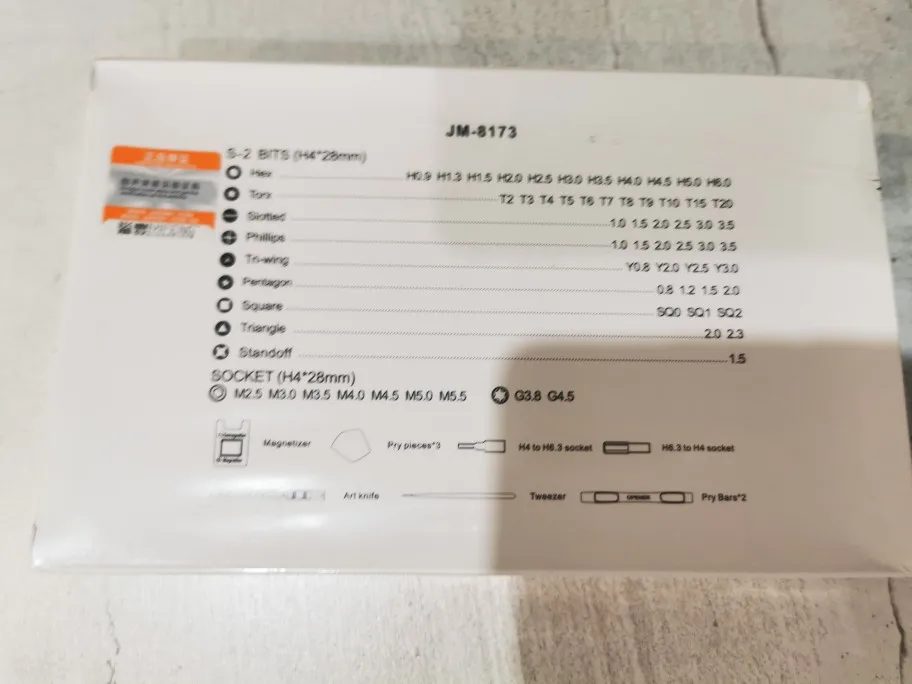 JM-8173
S-2 BITS (H4*28mm)
Hex H0.9 H1.3 H1.5 H2.0 H2.5 H3.0 H3.5 H4.0 H4.5 H5.0 H6.0
Torx T2 T3 T4 T5 T6 T7 T8 T9 T10 T15 T20
Slotted 1.0 1.5 2.0 2.5 3.0 3.5
Phillips 1.0 1.5 2.0 2.5 3.0 3.5
Tri-wing Y0.8 Y2.0 Y2.5 Y3.0
Pentagon 0.8 1.2 1.5 2.0
Square SQ0 SQ1 SQ2
Triangle 2.0 2.3
Standoff 1.5
SOCKET (H4*28mm)
M2.5 M3.0 M3.5 M4.0 M4.5 M5.0 M5.5 G3.8 G4.5
Magnetizer Pry pieces*3 H4 to H6.3 socket H6.3 to H4 socket
Art knife Tweezer OPENER Pry Bars*2